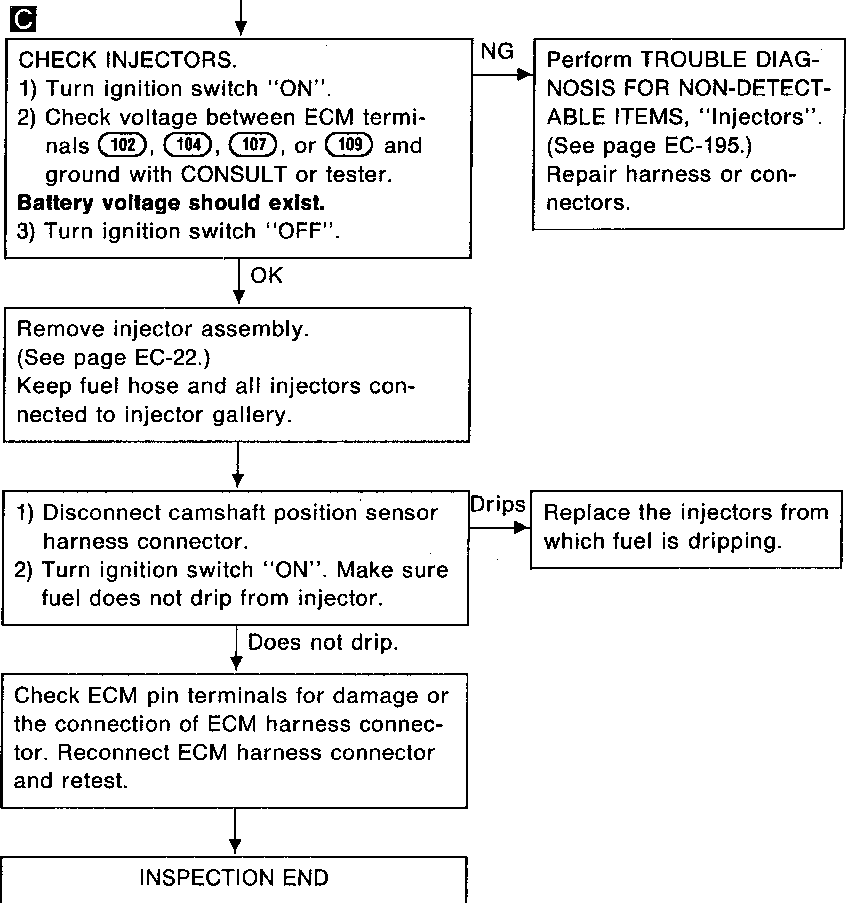 C
CHECK INJECTORS.
1) Turn ignition switch "ON".
2) Check voltage between ECM termi-
nals 102, 104, 107, or 109 and
ground with CONSULT or tester.
Battery voltage should exist.
3) Turn ignition switch "OFF".
NG
Perform TROUBLE DIAG-
NOSIS FOR NON-DETECT-
ABLE ITEMS, "Injectors".
(See page EC-195.)
Repair harness or con-
nectors.
OK
Remove injector assembly.
(See page EC-22.)
Keep fuel hose and all injectors con-
nected to injector gallery.
1) Disconnect camshaft position sensor
harness connector.
2) Turn ignition switch "ON". Make sure
fuel does not drip from injector.
Drips
Replace the injectors from
which fuel is dripping.
Does not drip.
Check ECM pin terminals for damage or
the connection of ECM harness connec-
tor. Reconnect ECM harness connector
and retest.
INSPECTION END